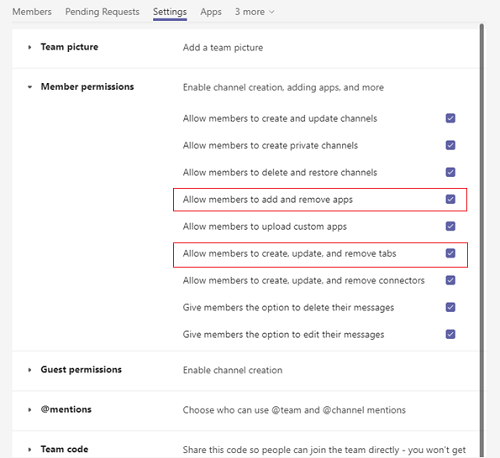 Members Pending Requests Settings Apps 3 more
Team picture Add a team picture
Member permissions Enable channel creation, adding apps, and more
Allow members to create and update channels
Allow members to create private channels
Allow members to delete and restore channels
Allow members to add and remove apps
Allow members to upload custom apps
Allow members to create, update, and remove tabs
Allow members to create, update, and remove connectors
Give members the option to delete their messages
Give members the option to edit their messages
Guest permissions Enable channel creation
@mentions Choose who can use @team and @channel mentions
Team code Share this code so people can join the team directly - you won't get